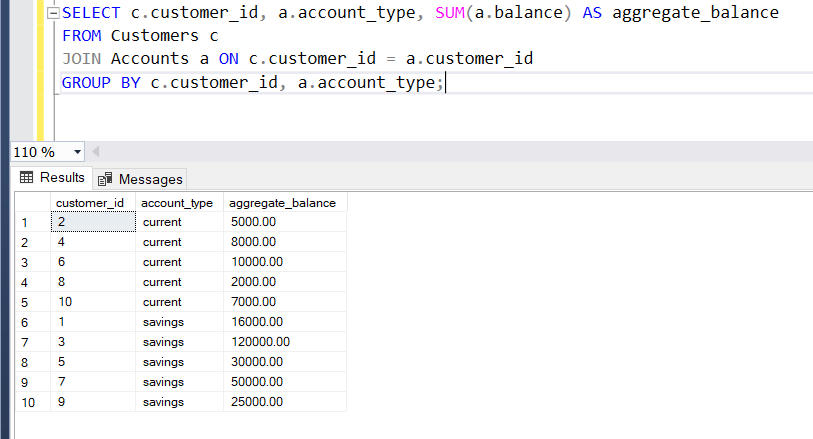 SELECT c.customer_id, a.account_type, SUM(a.balance) AS aggregate_balance
FROM Customers c
JOIN Accounts a ON c.customer_id = a.customer_id
GROUP BY c.customer_id, a.account_type;
110 %
Results Messages
customer_id account_type aggregate_balance
1 2 current 5000.00
2 4 current 8000.00
3 6 current 10000.00
4 8 current 2000.00
5 10 current 7000.00
6 1 savings 16000.00
7 3 savings 120000.00
8 5 savings 30000.00
9 7 savings 50000.00
10 9 savings 25000.00